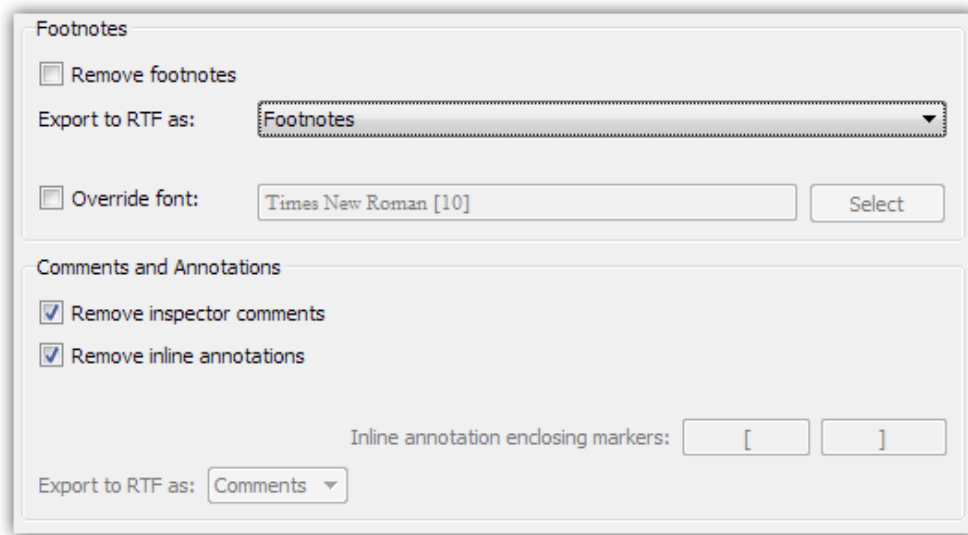 Footnotes
Remove footnotes
Export to RTF as: Footnotes
Override font: Times New Roman [10] Select
Comments and Annotations
Remove inspector comments
Remove inline annotations
Inline annotation enclosing markers: [ ]
Export to RTF as: Comments